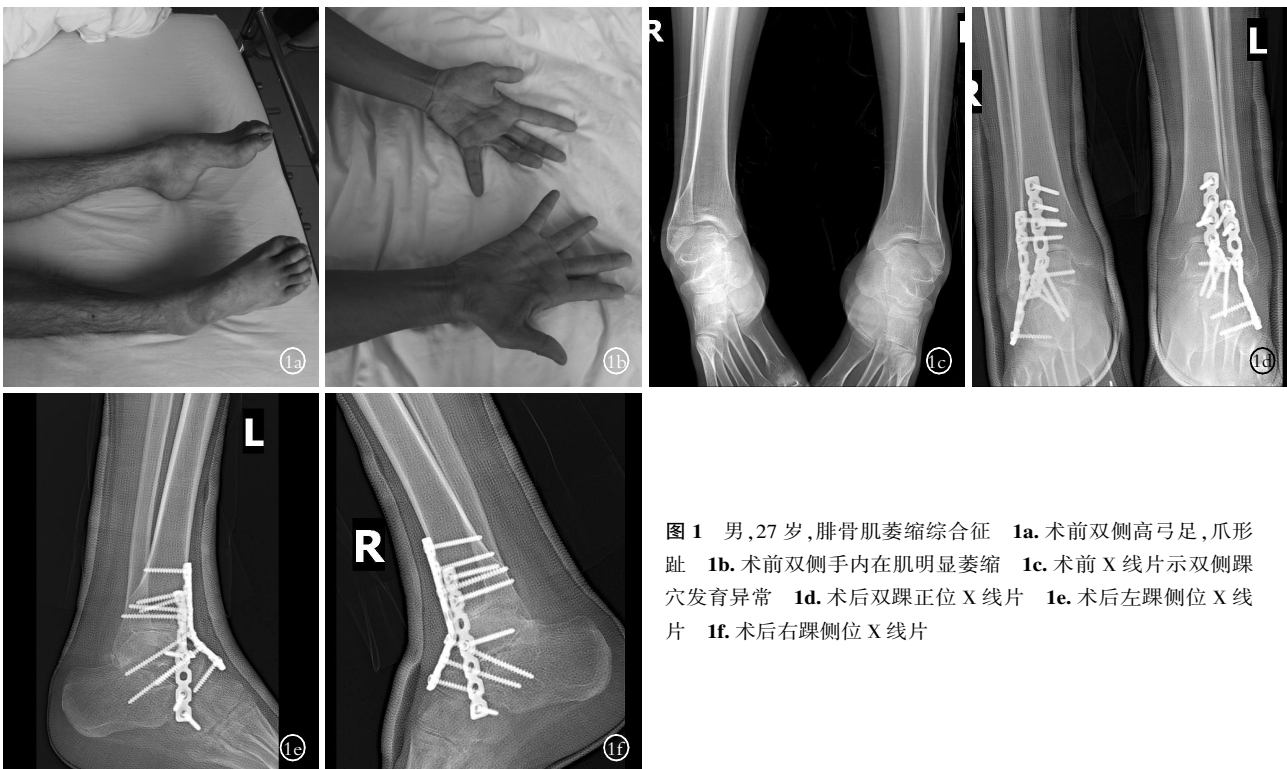 R
1a
1b
1c
L
R
1d
L
1e
R
1f
图 1 男,27 岁,腓骨肌萎缩综合征 1a. 术前双侧高弓足,爪形
趾 1b. 术前双侧手内在肌明显萎缩 1c. 术前 X 线片示双侧踝
穴发育异常 1d. 术后双踝正位 X 线片 1e. 术后左踝侧位 X 线
片 1f. 术后右踝侧位 X 线片